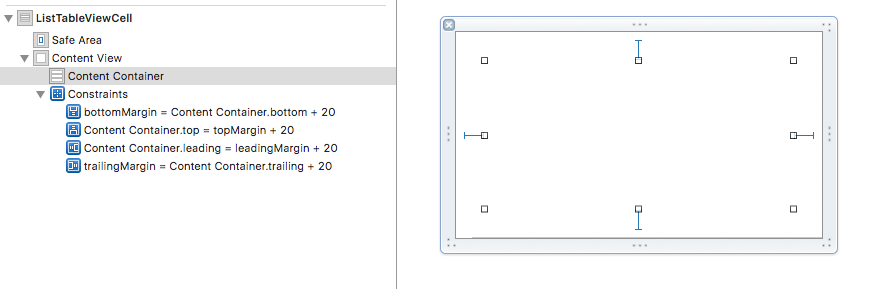 ListTableViewCell
Safe Area
Content View
Content Container
Constraints
bottomMargin = Content Container.bottom + 20
Content Container.top = topMargin + 20
Content Container.leading = leadingMargin + 20
trailingMargin = Content Container.trailing + 20